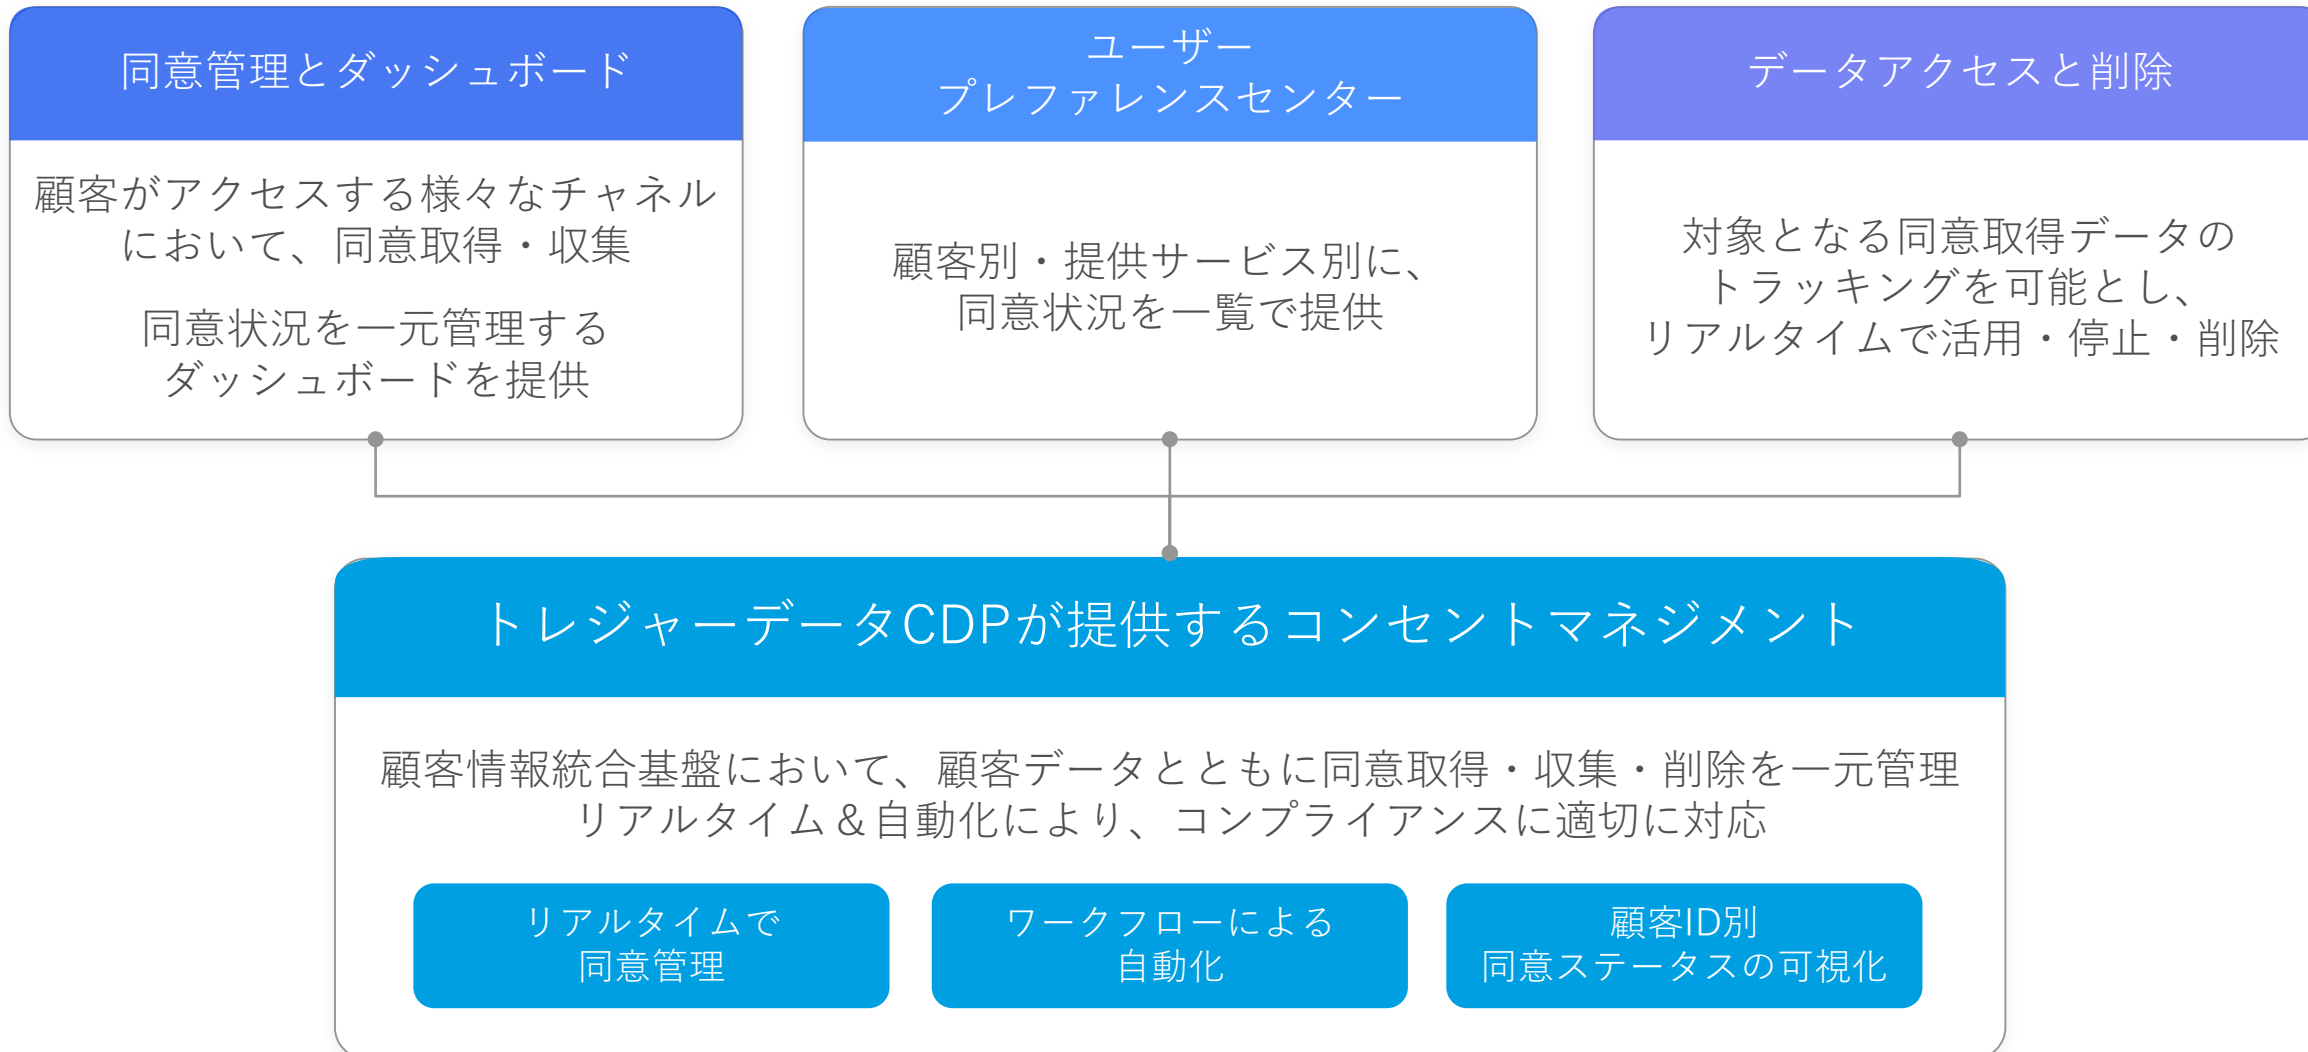 同意管理とダッシュボード
顧客がアクセスする様々なチャネル
において、同意取得・収集
同意状況を一元管理する
ダッシュボードを提供
ユーザー
プレファレンスセンター
顧客別・提供サービス別に、
同意状況を一覧で提供
データアクセスと削除
対象となる同意取得データの
トラッキングを可能とし、
リアルタイムで活用・停止・削除
トレジャーデータCDPが提供するコンセントマネジメント
顧客情報統合基盤において、顧客データとともに同意取得・収集・削除を一元管理
リアルタイム＆自動化により、コンプライアンスに適切に対応
リアルタイムで
同意管理
ワークフローによる
自動化
顧客ID別
同意ステータスの可視化